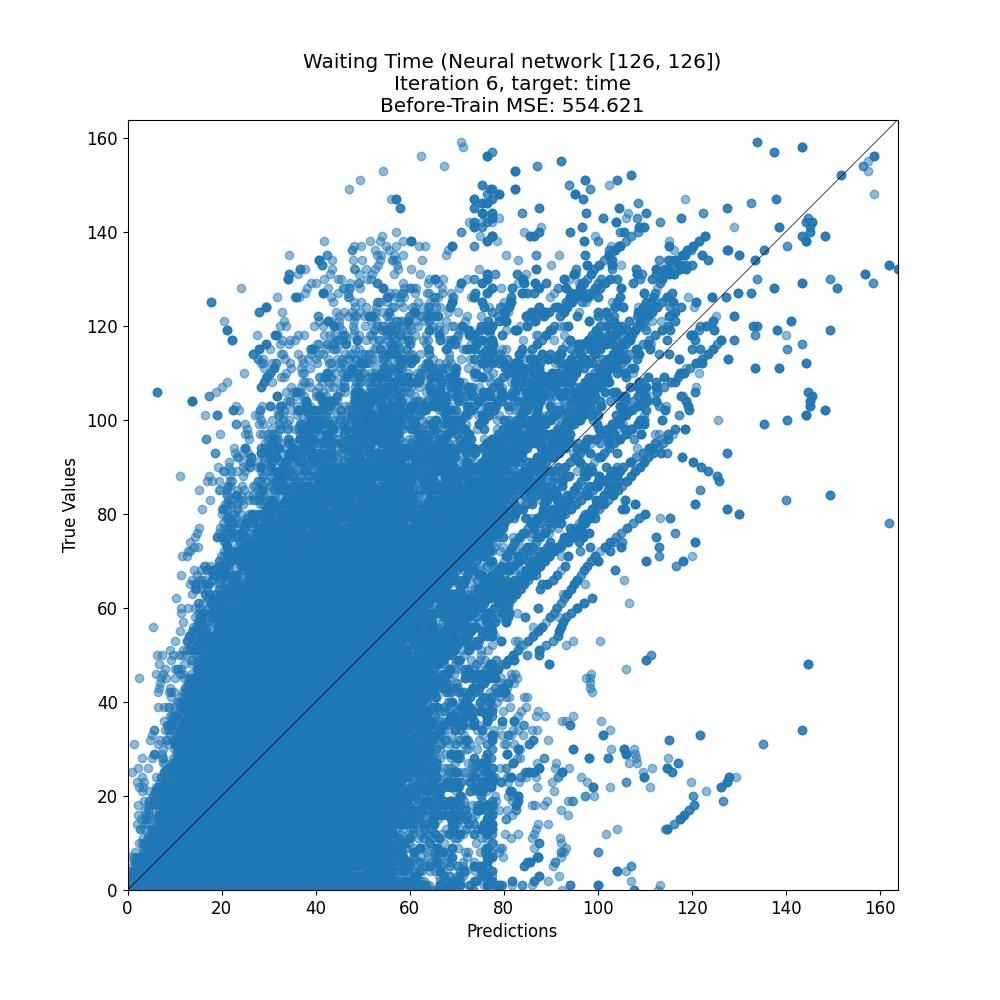 Waiting Time (Neural network [126, 126])
Iteration 6, target: time
Before-Train MSE: 554.621
True Values
160
140
120
100
80
60
40
20
0
0 20 40 60 80 100 120 140 160
Predictions